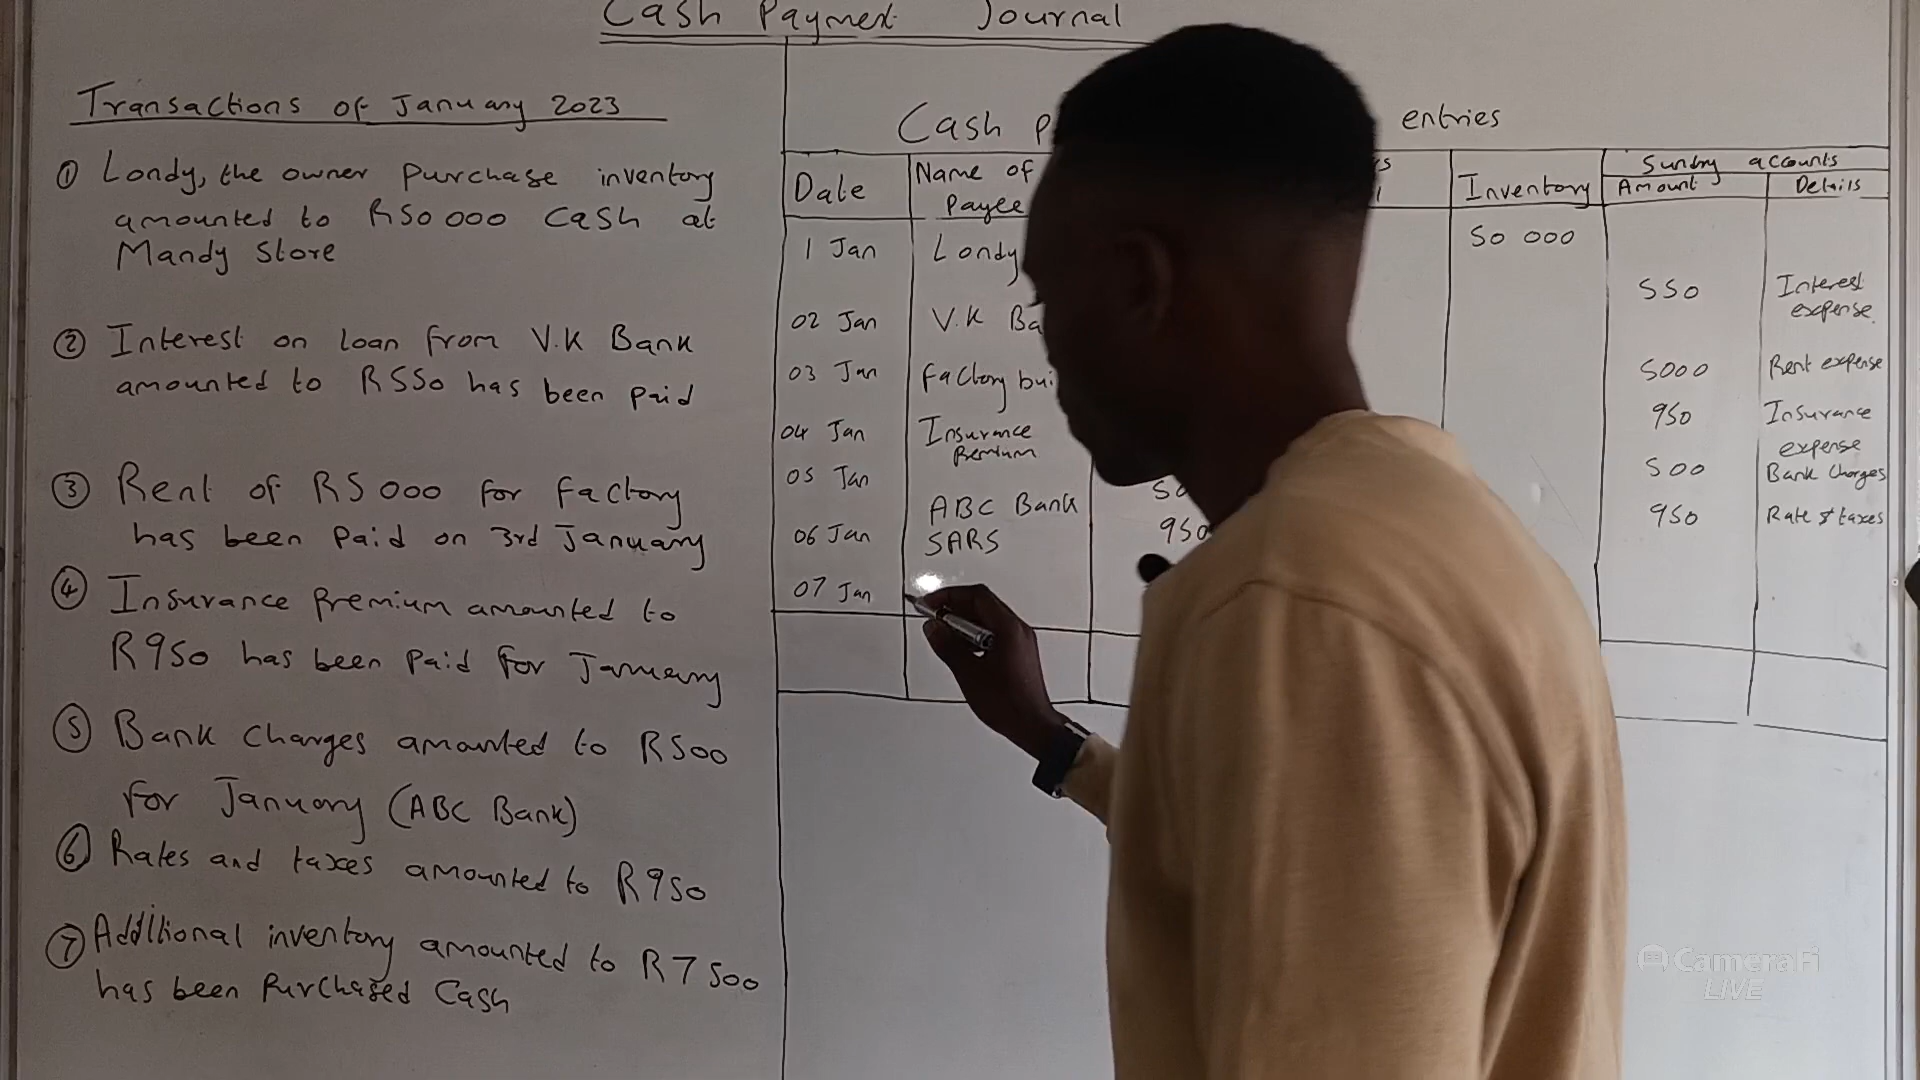 Cash Payment Journal
Transactions of January 2023
① Londy, the owner purchase inventory
amounted to R50 000 cash at
Mandy Store
② Interest on loan from V.K Bank
amounted to R550 has been paid
③ Rent of R5000 for factory
has been paid on 3rd January
④ Insurance premium amounted to
R950 has been paid for January
⑤ Bank charges amounted to R500
for January (ABC Bank)
⑥ Rates and taxes amounted to R950
⑦ Additional inventory amounted to R7 500
has been purchased cash
Cash entries
Date
Name of
Payee
Inventory
Sundry accounts
Amount
Details
1 Jan Londy 50 000
02 Jan V.K 550 Interest
expense
03 Jan Factory 5000 Rent expense
04 Jan Insurance
premium
950 Insurance
expense
05 Jan ABC Bank 500 Bank charges
06 Jan SARS 950 950 Rate & taxes
07 Jan
CameraFi
LIVE